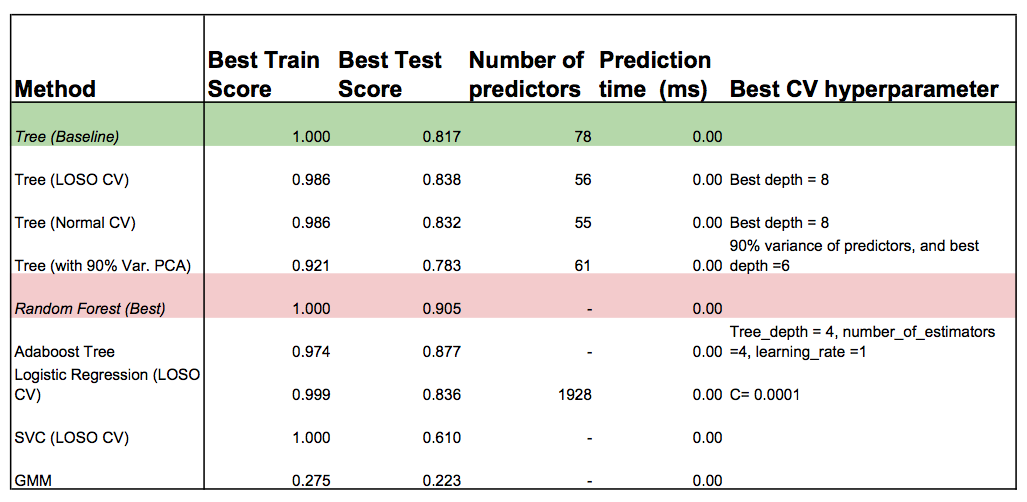 Method Best Train Score Best Test Score Number of predictors Prediction time (ms) Best CV hyperparameter
Tree (Baseline) 1.000 0.817 78 0.00
Tree (LOSO CV) 0.986 0.838 56 0.00 Best depth = 8
Tree (Normal CV) 0.986 0.832 55 0.00 Best depth = 8
Tree (with 90% Var. PCA) 0.921 0.783 61 0.00 90% variance of predictors, and best depth =6
Random Forest (Best) 1.000 0.905 - 0.00
Adaboost Tree 0.974 0.877 - 0.00 Tree_depth = 4, number_of_estimators =4, learning_rate =1
Logistic Regression (LOSO CV) 0.999 0.836 1928 0.00 C= 0.0001
SVC (LOSO CV) 1.000 0.610 - 0.00
GMM 0.275 0.223 - 0.00